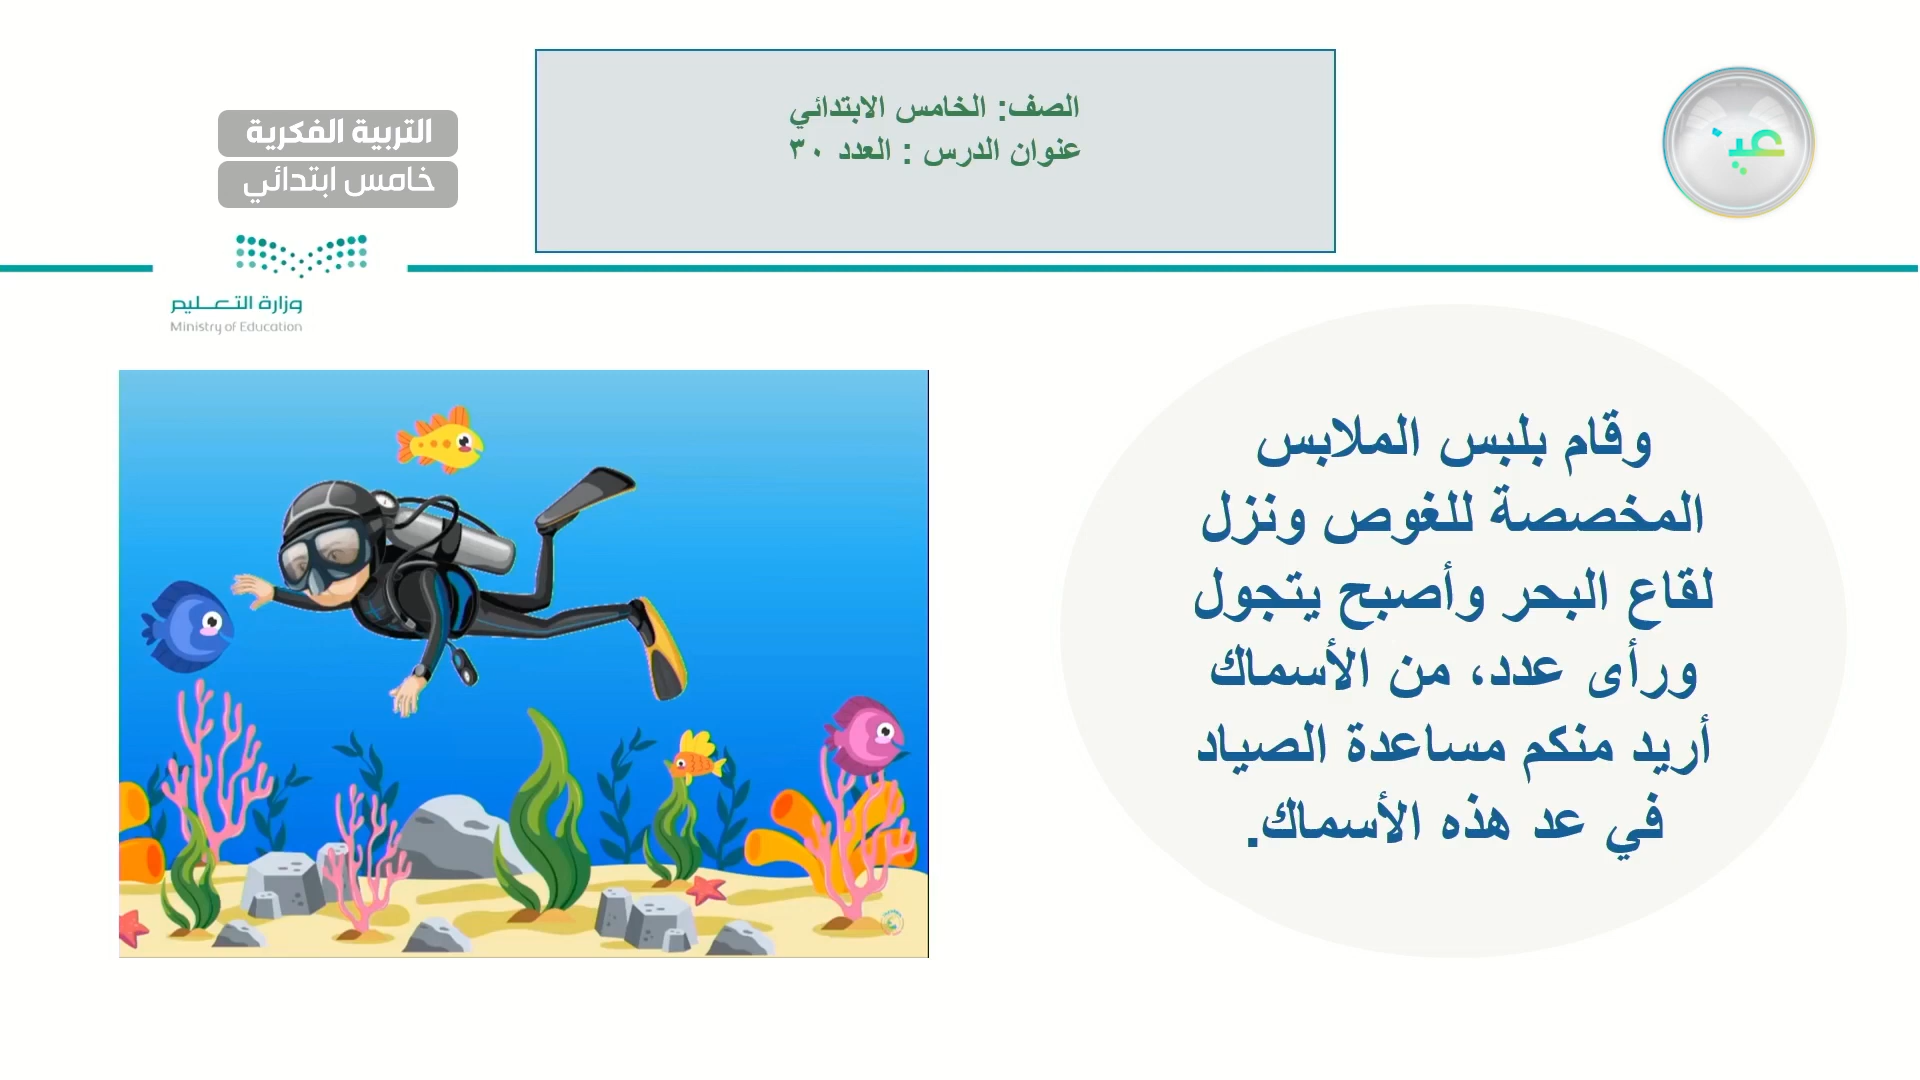 الصف: الخامس الابتدائي
عنوان الدرس : العدد ٣٠
التربية الفكرية
خامس ابتدائي
عين
وزارة التعليم
Ministry of Education
وقام بلبس الملابس
المخصصة للغوص ونزل
لقاع البحر وأصبح يتجول
ورأى عدد، من الأسماك
أريد منكم مساعدة الصياد
في عد هذه الأسماك.